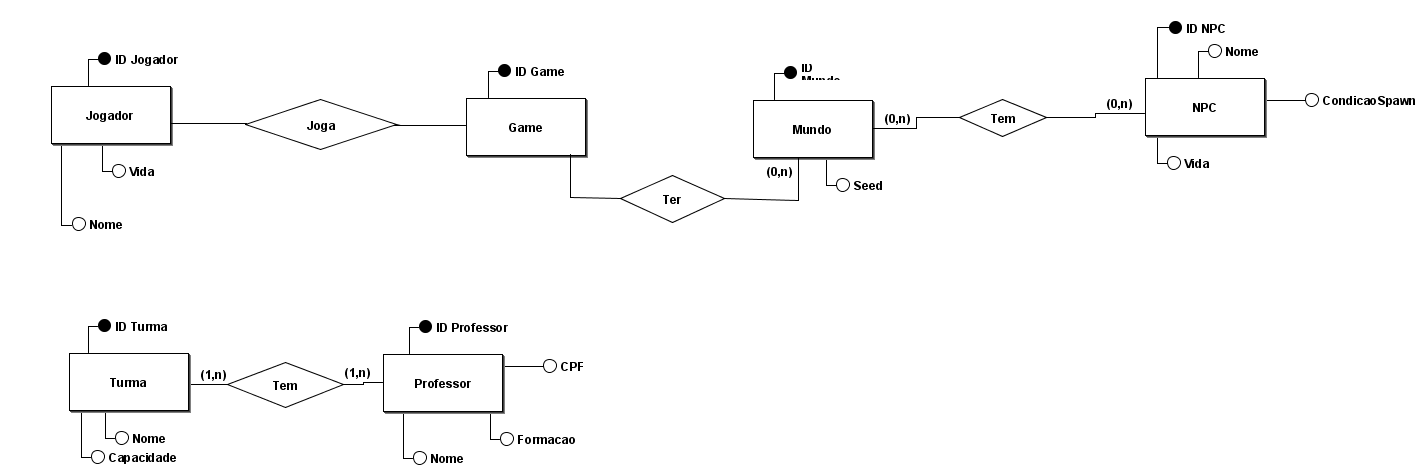 ID NPC
Nome
ID Jogador
ID Game
ID
CondicaoSpawn
(0,n)
NPC
Jogador
Joga
Game
Mundo
(0,n)
Tem
Vida
Vida
(0,n)
Seed
Ter
Nome
ID Turma
ID Professor
CPF
(1,n)
(1,n)
Turma
Tem
Professor
Nome
Formacao
Capacidade
Nome